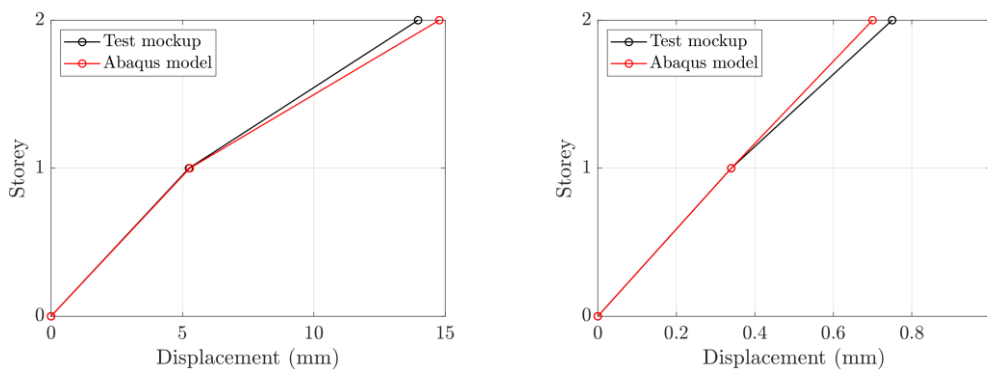 2
1
0
Storey
Test mockup
Abaqus model
0
5
10
15
Displacement (mm)
2
1
0
Storey
Test mockup
Abaqus model
0
0.2
0.4
0.6
0.8
Displacement (mm)